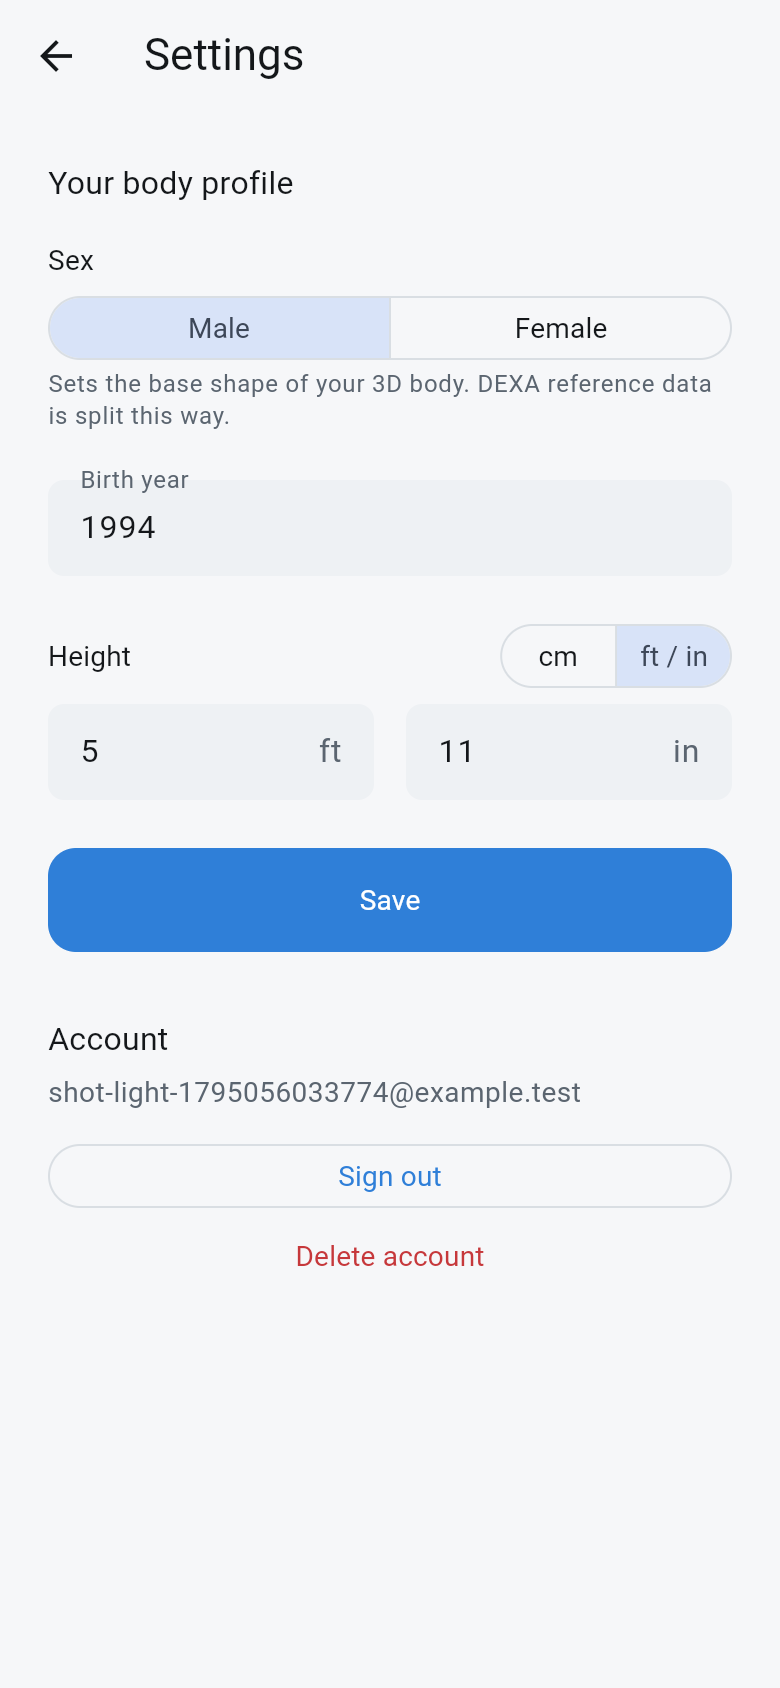 Settings
Your body profile
Sex
Male Female
Sets the base shape of your 3D body. DEXA reference data
is split this way.
Birth year
1994
Height cm ft / in
5 ft 11 in
Save
Account
shot-light-1795056033774@example.test
Sign out
Delete account